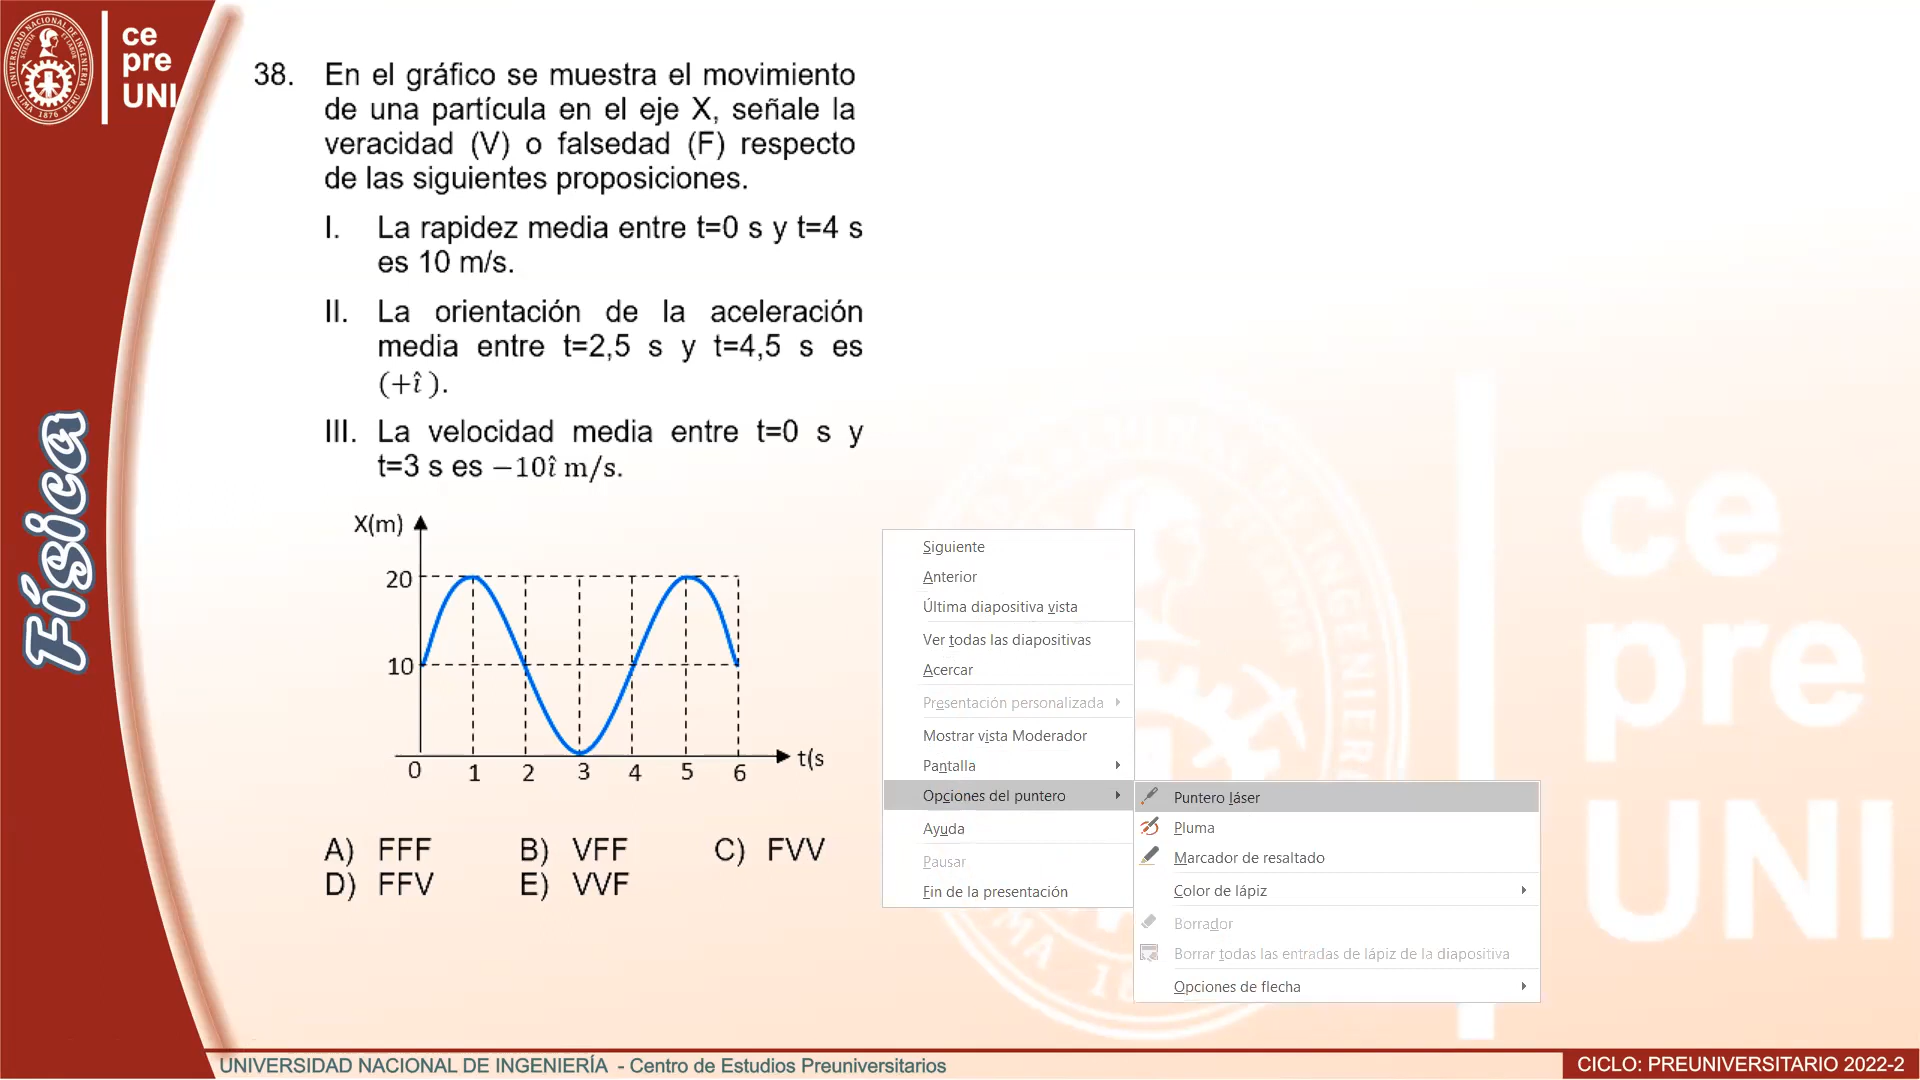 ce
pre
UNI
UNIVERSIDAD NACIONAL DE INGENIERÍA
LIMA 1876 PERU
Física
38. En el gráfico se muestra el movimiento
de una partícula en el eje X, señale la
veracidad (V) o falsedad (F) respecto
de las siguientes proposiciones.
I. La rapidez media entre t=0 s y t=4 s
es 10 m/s.
II. La orientación de la aceleración
media entre t=2,5 s y t=4,5 s es
(+î ).
III. La velocidad media entre t=0 s y
t=3 s es −10î m/s.
X(m)
20
10
0 1 2 3 4 5 6
t(s
A) FFF B) VFF C) FVV
D) FFV E) VVF
Siguiente
Anterior
Última diapositiva vista
Ver todas las diapositivas
Acercar
Presentación personalizada
Mostrar vista Moderador
Pantalla
Opciones del puntero
Ayuda
Pausar
Fin de la presentación
Puntero láser
Pluma
Marcador de resaltado
Color de lápiz
Borrador
Borrar todas las entradas de lápiz de la diapositiva
Opciones de flecha
ce
pre
UNI
UNIVERSIDAD NACIONAL DE INGENIERÍA - Centro de Estudios Preuniversitarios
CICLO: PREUNIVERSITARIO 2022-2